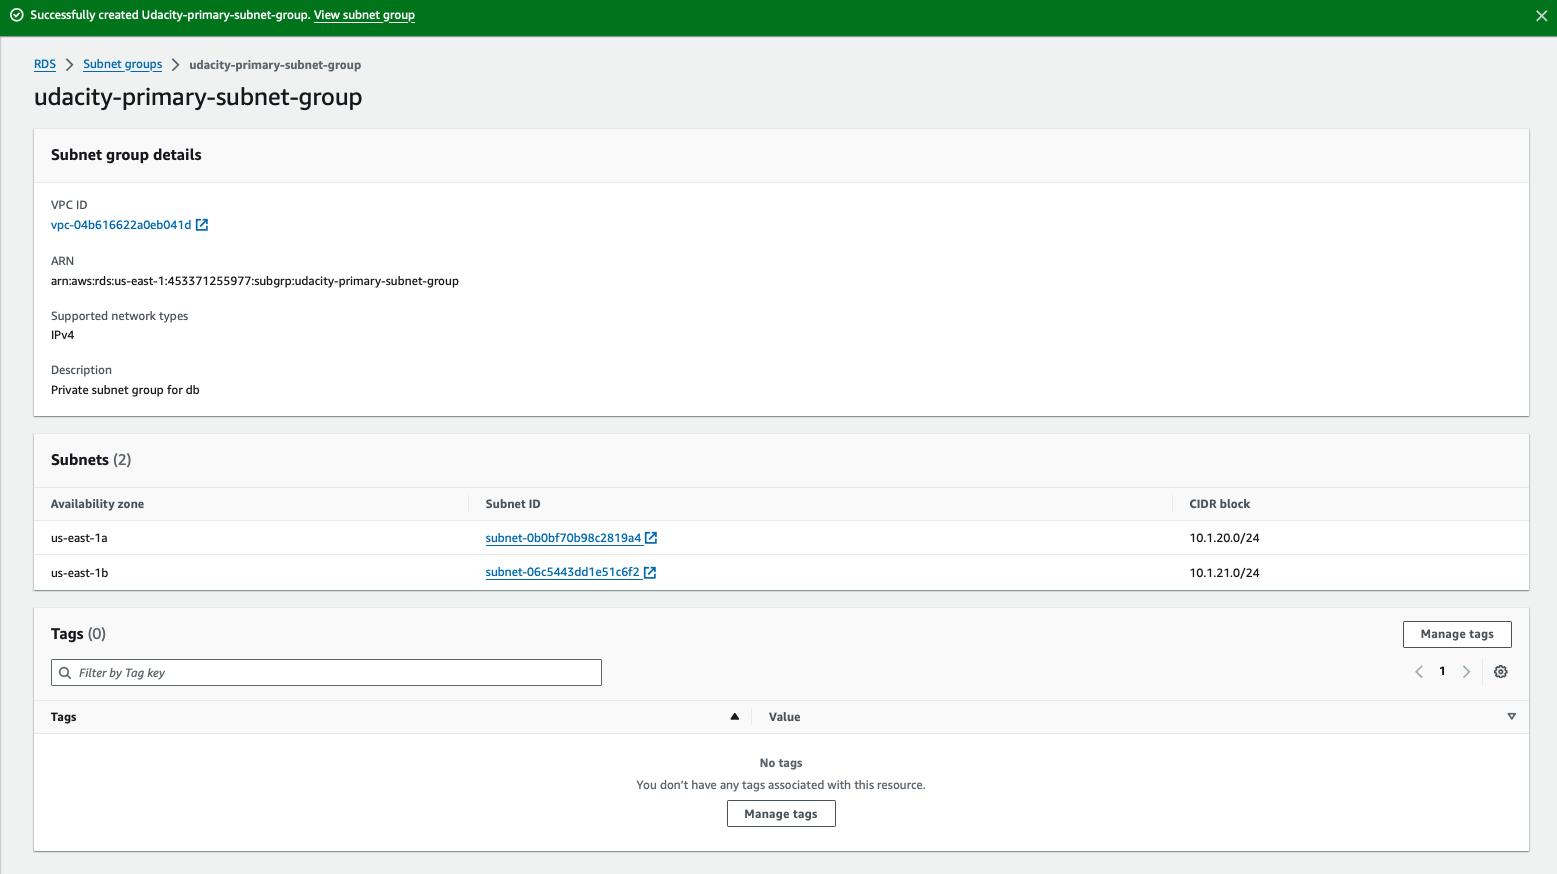 Successfully created Udacity-primary-subnet-group. View subnet group
RDS > Subnet groups > udacity-primary-subnet-group
udacity-primary-subnet-group
Subnet group details
VPC ID
vpc-04b616622a0eb041d
ARN
arn:aws:rds:us-east-1:453371255977:subgrp:udacity-primary-subnet-group
Supported network types
IPv4
Description
Private subnet group for db
Subnets (2)
Availability zone Subnet ID CIDR block
us-east-1a subnet-0b0bf70b98c2819a4 10.1.20.0/24
us-east-1b subnet-06c5443dd1e51c6f2 10.1.21.0/24
Tags (0) Manage tags
Filter by Tag key 1
Tags Value
No tags
You don't have any tags associated with this resource.
Manage tags